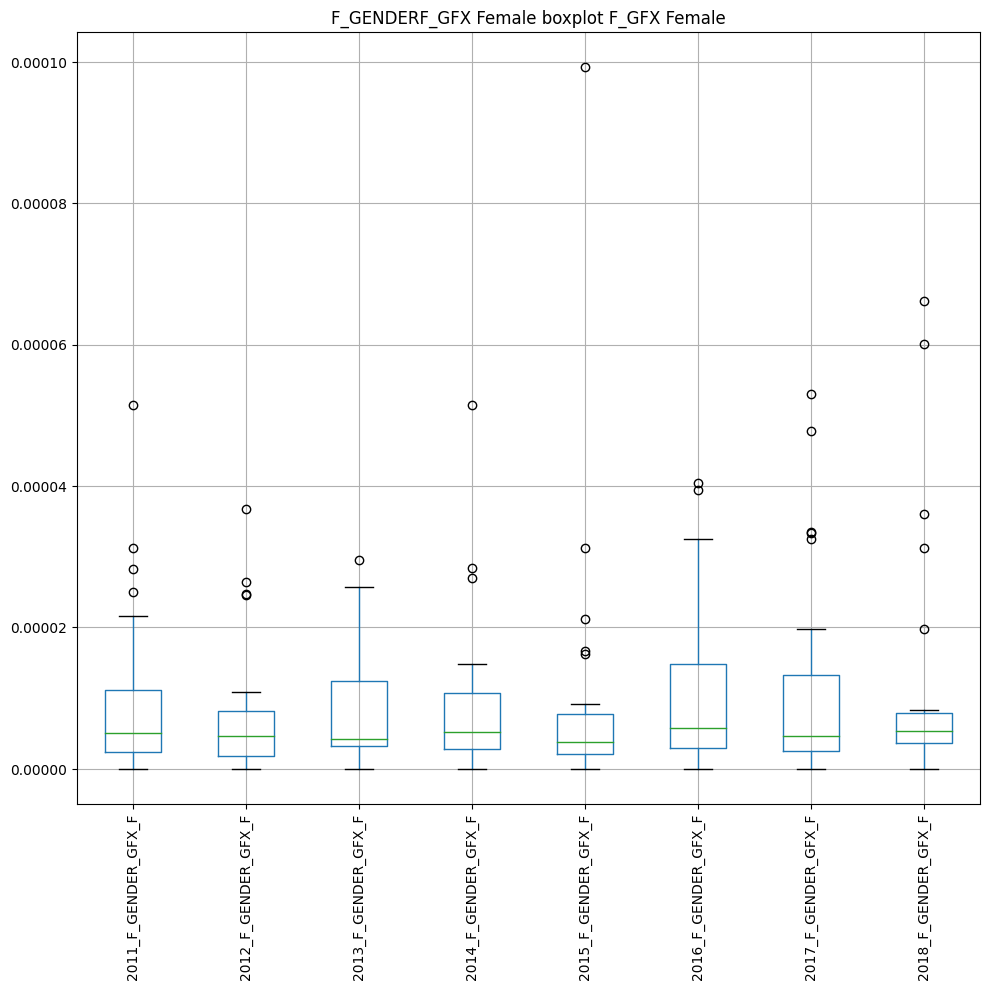 F_GENDERF_GFX Female boxplot F_GFX Female
0.00010
0.00008
0.00006
0.00004
0.00002
0.00000
2011_F_GENDER_GFX_F
2012_F_GENDER_GFX_F
2013_F_GENDER_GFX_F
2014_F_GENDER_GFX_F
2015_F_GENDER_GFX_F
2016_F_GENDER_GFX_F
2017_F_GENDER_GFX_F
2018_F_GENDER_GFX_F